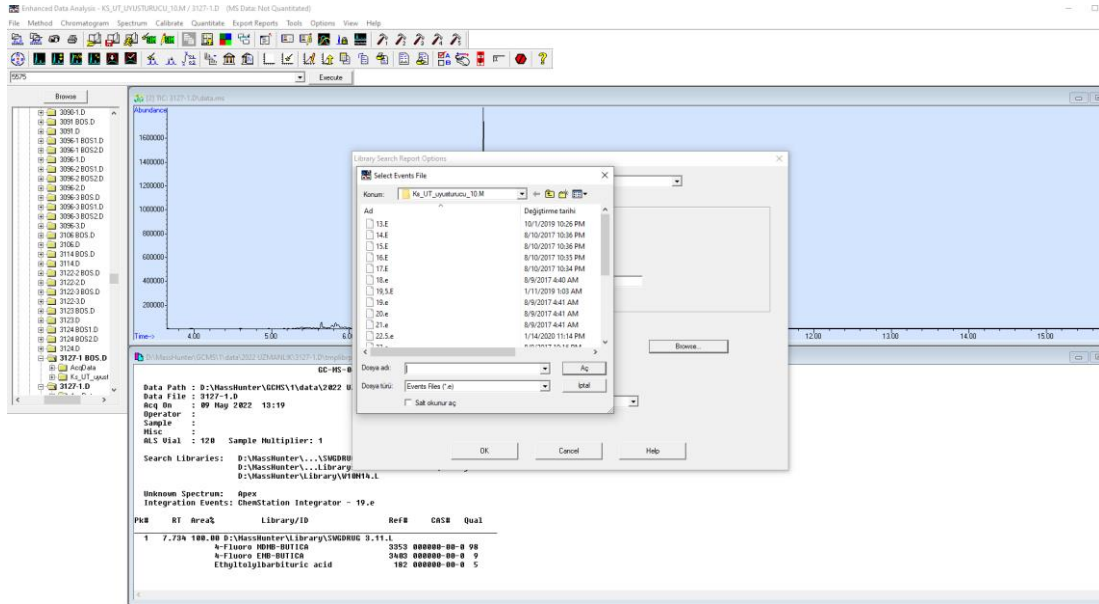 Enhanced Data Analysis - KS_UT_UYUSTURUCU_10.M / 3127-1.D (MS Data: Not Quantitated)
File Method Chromatogram Spectrum Calibrate Quantitate Export Reports Tools Options View Help
5575
Execute
Browse
3090-1.D
3091 BOS.D
3091.D
3096-1 BOS1.D
3096-1 BOS2.D
3096-1.D
3096-2 BOS1.D
3096-2 BOS2.D
3096-2.D
3096-3 BOS.D
3096-3 BOS1.D
3096-3 BOS2.D
3096-3.D
3106 BOS.D
3106.D
3114 BOS.D
3114.D
3122-2 BOS.D
3122-2.D
3122-3 BOS.D
3122-3.D
3123 BOS.D
3123.D
3124 BOS1.D
3124 BOS2.D
3124.D
3127-1 BOS.D
AcqData
3127-1.D
[2] TIC: 3127-1.D\data.ms
Abundance
1600000
1400000
1200000
1000000
800000
600000
400000
200000
Time-->
4.00 5.00 12.00 13.00 14.00 15.00
Library Search Report Options
Browse...
OK Cancel Help
Select Events File
Konum: Ks_UT_uyusturucu_10.M
Ad Değiştirme tarihi
13.E 10/1/2019 10:26 PM
14.E 8/10/2017 10:36 PM
15.E 8/10/2017 10:36 PM
16.E 8/10/2017 10:35 PM
17.E 8/10/2017 10:34 PM
18.e 8/9/2017 4:40 AM
19,5.E 1/11/2019 1:03 AM
19.e 8/9/2017 4:41 AM
20.e 8/9/2017 4:41 AM
21.e 8/9/2017 4:41 AM
22.5.e 1/14/2020 11:14 PM
Dosya adı: Aç
Dosya türü: Events Files (*.e) İptal
Salt okunur aç
Data Path : D:\MassHunter\GCMS\1\data\2022 U
Data File : 3127-1.D
Acq On : 09 May 2022 13:19
Operator :
Sample :
Misc :
ALS Vial : 120 Sample Multiplier: 1
Search Libraries: D:\MassHunter\...\SWGDRU
D:\MassHunter\...Library
D:\MassHunter\Library\W10N14.L
Unknown Spectrum: Apex
Integration Events: ChemStation Integrator - 19.e
Pk# RT Area% Library/ID Ref# CAS# Qual
1 7.734 100.00 D:\MassHunter\Library\SWGDRUG 3.11.L
4-Fluoro MDMB-BUTICA 3353 000000-00-0 98
4-Fluoro EMB-BUTICA 3403 000000-00-0 9
Ethyltolylbarbituric acid 182 000000-00-0 5